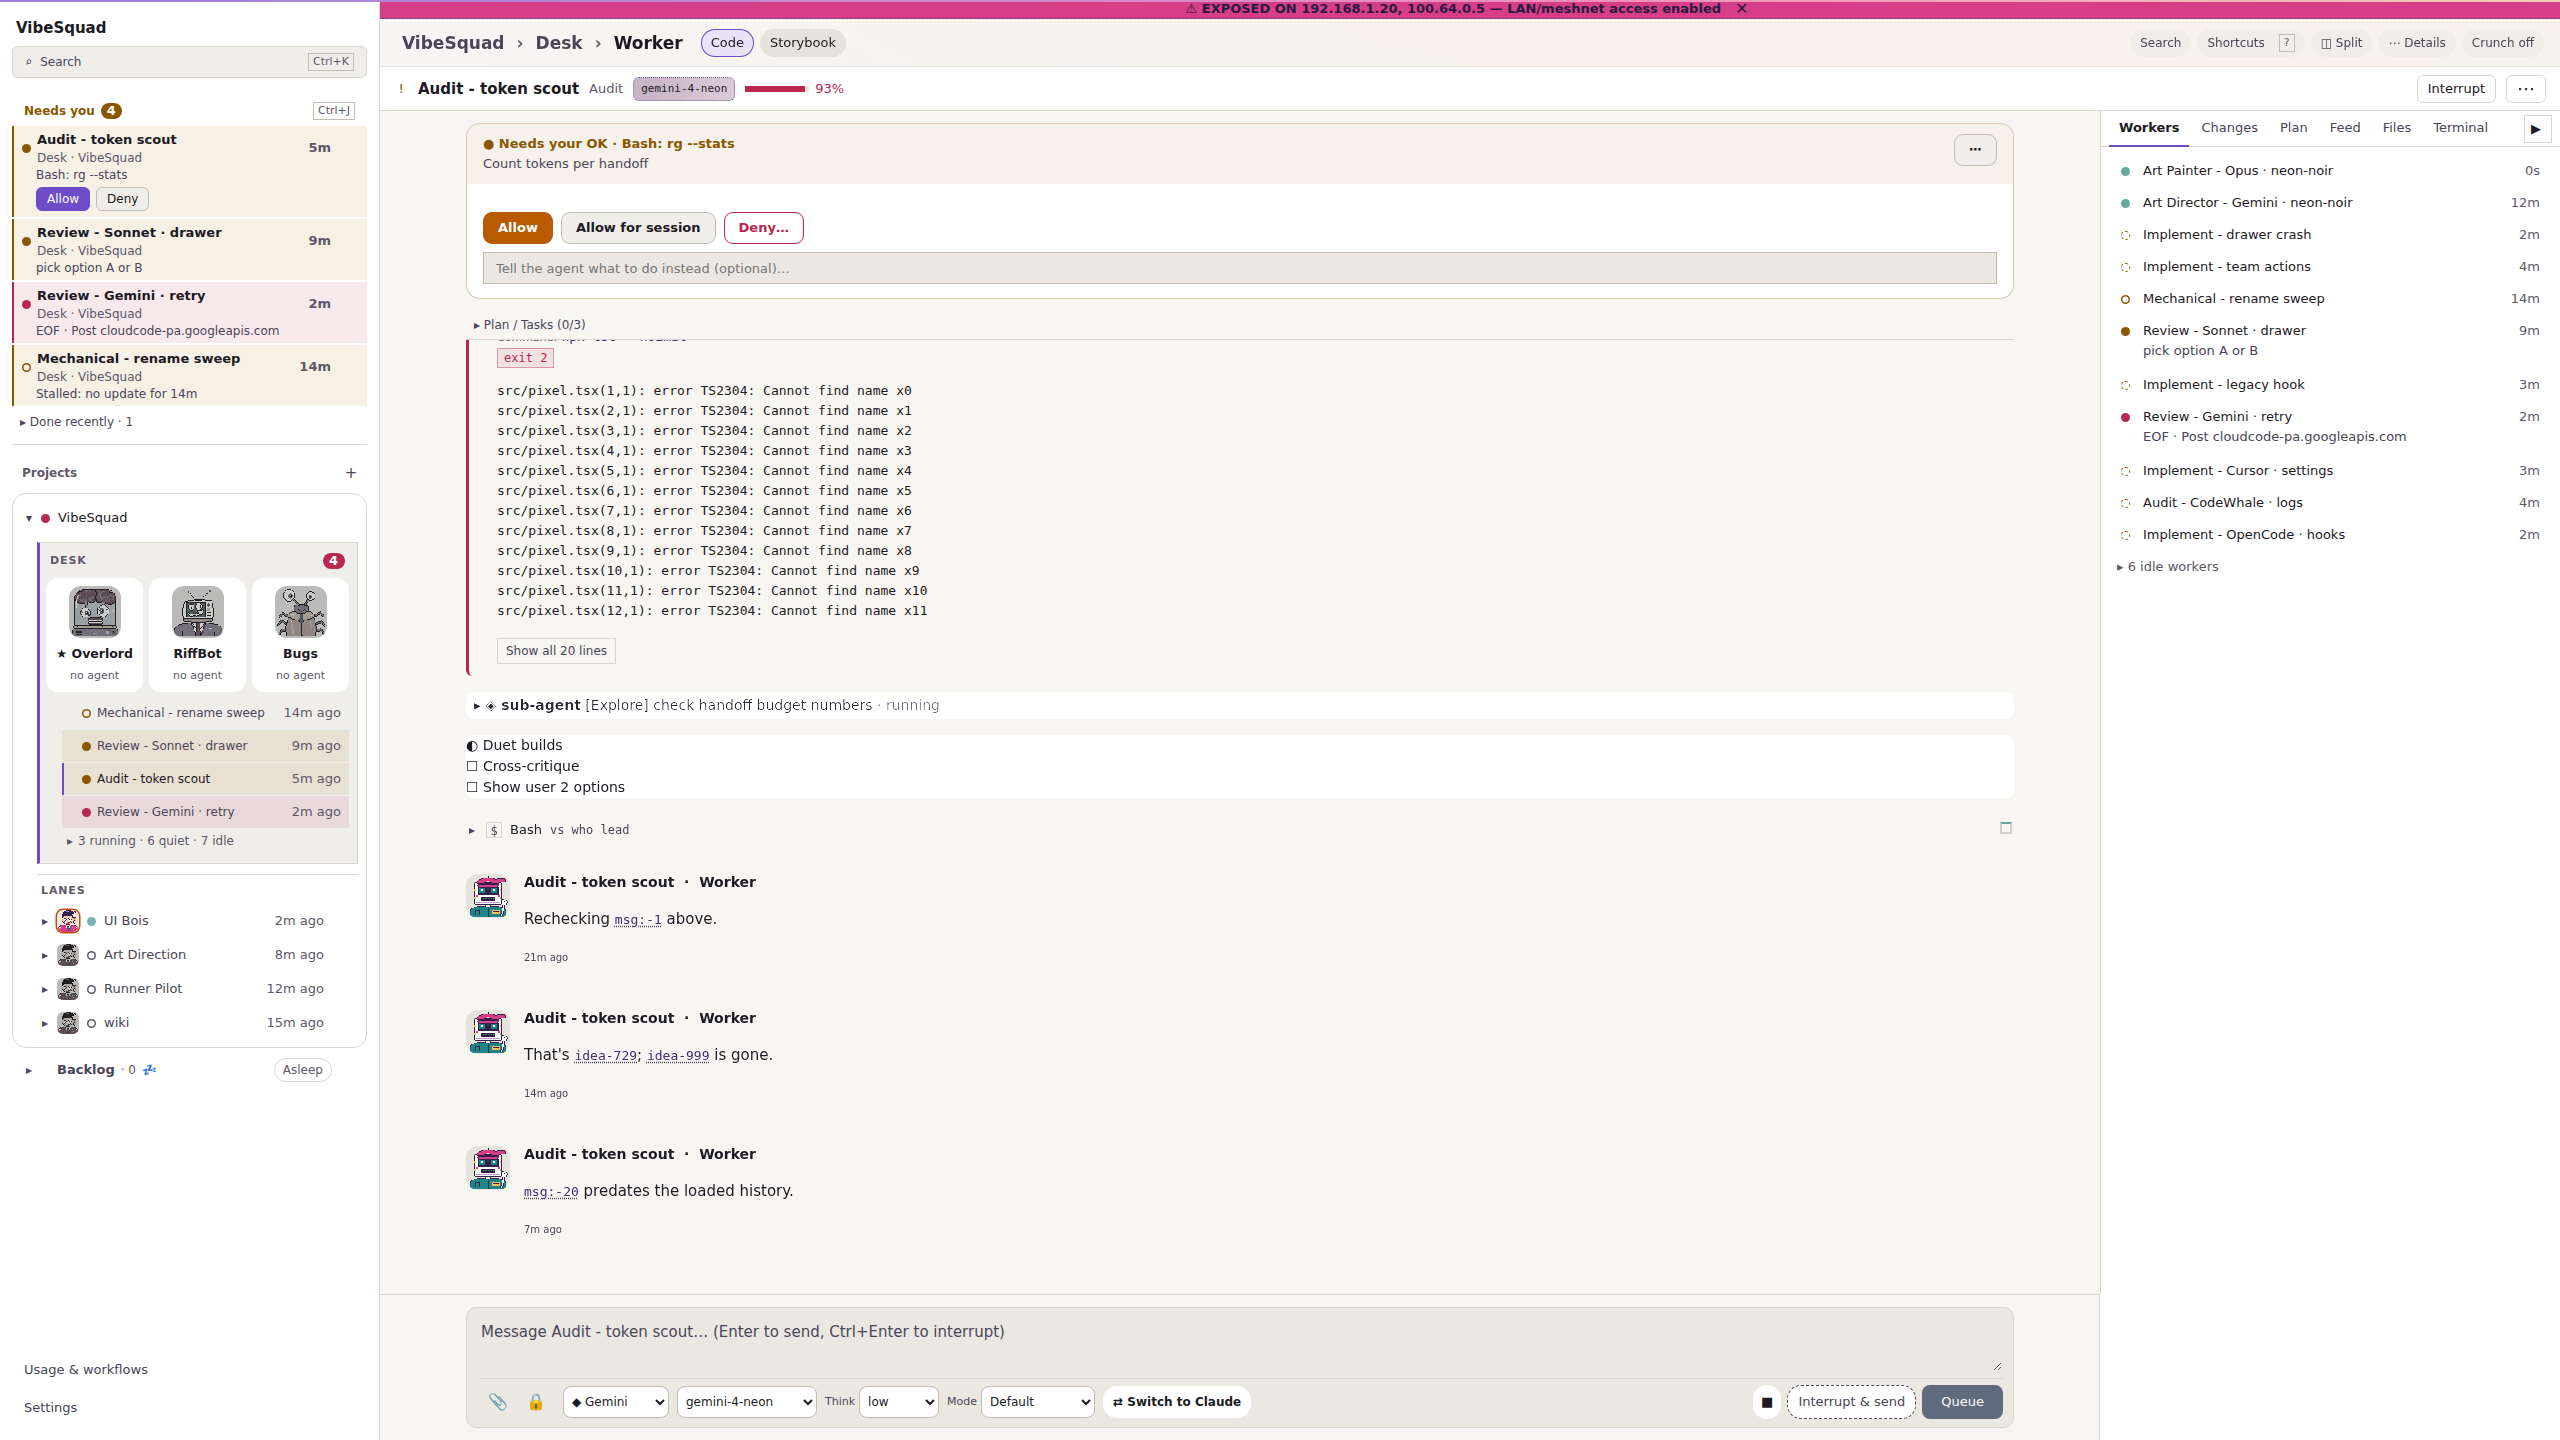 VibeSquad
Search Ctrl+K
Needs you 4 Ctrl+J
Audit - token scout 5m
Desk · VibeSquad
Bash: rg --stats
Allow Deny
Review - Sonnet · drawer 9m
Desk · VibeSquad
pick option A or B
Review - Gemini · retry 2m
Desk · VibeSquad
EOF · Post cloudcode-pa.googleapis.com
Mechanical - rename sweep 14m
Desk · VibeSquad
Stalled: no update for 14m
▸ Done recently · 1
Projects +
▾ VibeSquad
DESK 4
★ Overlord RiffBot Bugs
no agent no agent no agent
Mechanical - rename sweep 14m ago
Review - Sonnet · drawer 9m ago
Audit - token scout 5m ago
Review - Gemini · retry 2m ago
▸ 3 running · 6 quiet · 7 idle
LANES
▸ UI Bois 2m ago
▸ Art Direction 8m ago
▸ Runner Pilot 12m ago
▸ wiki 15m ago
▸ Backlog · 0 💤 Asleep
Usage & workflows
Settings
⚠ EXPOSED ON 192.168.1.20, 100.64.0.5 — LAN/meshnet access enabled ✕
VibeSquad › Desk › Worker Code Storybook Search Shortcuts ? ◫ Split ··· Details Crunch off
! Audit - token scout Audit gemini-4-neon 93% Interrupt ···
● Needs your OK · Bash: rg --stats ···
Count tokens per handoff
Allow Allow for session Deny…
Tell the agent what to do instead (optional)…
▸ Plan / Tasks (0/3)
exit 2
src/pixel.tsx(1,1): error TS2304: Cannot find name x0
src/pixel.tsx(2,1): error TS2304: Cannot find name x1
src/pixel.tsx(3,1): error TS2304: Cannot find name x2
src/pixel.tsx(4,1): error TS2304: Cannot find name x3
src/pixel.tsx(5,1): error TS2304: Cannot find name x4
src/pixel.tsx(6,1): error TS2304: Cannot find name x5
src/pixel.tsx(7,1): error TS2304: Cannot find name x6
src/pixel.tsx(8,1): error TS2304: Cannot find name x7
src/pixel.tsx(9,1): error TS2304: Cannot find name x8
src/pixel.tsx(10,1): error TS2304: Cannot find name x9
src/pixel.tsx(11,1): error TS2304: Cannot find name x10
src/pixel.tsx(12,1): error TS2304: Cannot find name x11
Show all 20 lines
▸ ◈ sub-agent [Explore] check handoff budget numbers · running
◐ Duet builds
☐ Cross-critique
☐ Show user 2 options
▸ $ Bash vs who lead
Audit - token scout · Worker
Rechecking msg:-1 above.
21m ago
Audit - token scout · Worker
That's idea-729; idea-999 is gone.
14m ago
Audit - token scout · Worker
msg:-20 predates the loaded history.
7m ago
Message Audit - token scout… (Enter to send, Ctrl+Enter to interrupt)
◆ Gemini gemini-4-neon Think low Mode Default ⇄ Switch to Claude ■ Interrupt & send Queue
Workers Changes Plan Feed Files Terminal ▶
Art Painter - Opus · neon-noir 0s
Art Director - Gemini · neon-noir 12m
Implement - drawer crash 2m
Implement - team actions 4m
Mechanical - rename sweep 14m
Review - Sonnet · drawer 9m
pick option A or B
Implement - legacy hook 3m
Review - Gemini · retry 2m
EOF · Post cloudcode-pa.googleapis.com
Implement - Cursor · settings 3m
Audit - CodeWhale · logs 4m
Implement - OpenCode · hooks 2m
▸ 6 idle workers